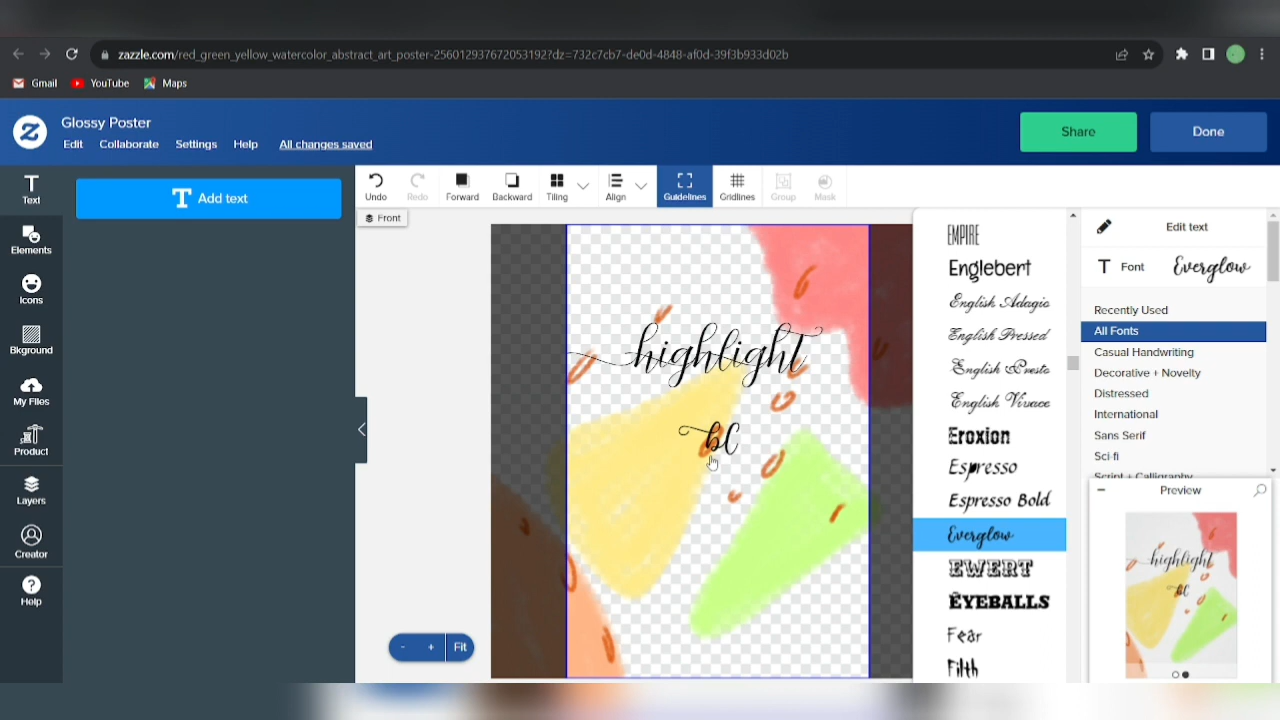 zazzle.com/red_green_yellow_watercolor_abstract_art_poster-256012937672053192?dz=732c7cb7-de0d-4848-af0d-39f3b933d02b
Gmail YouTube Maps
Glossy Poster
Edit Collaborate Settings Help All changes saved
Share Done
Text
Add text
Undo Redo Forward Backward Tiling Align Guidelines Gridlines Group Mask
Front
Elements
Icons
Bkground
My Files
Product
Layers
Creator
Help
highlight
bC
- + Fit
EMPIRE
Englebert
English Adagio
English Pressed
English Presto
English Vivace
Eroxion
Espresso
Espresso Bold
Everglow
EWERT
EYEBALLS
Fear
Filth
Edit text
T Font Everglow
Recently Used
All Fonts
Casual Handwriting
Decorative + Novelty
Distressed
International
Sans Serif
Sci-fi
Script + Calligraphy
Preview
highlight
bC